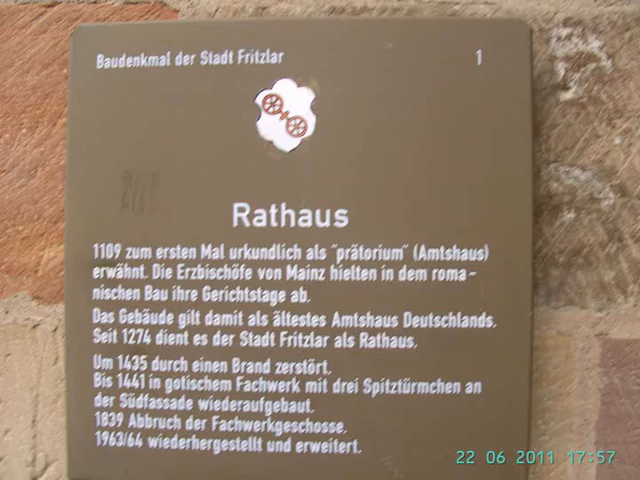 Baudenkmal der Stadt Fritzlar 1
Rathaus
1109 zum ersten Mal urkundlich als "prätorium" (Amtshaus)
erwähnt. Die Erzbischöfe von Mainz hielten in dem roma-
nischen Bau ihre Gerichtstage ab.
Das Gebäude gilt damit als ältestes Amtshaus Deutschlands.
Seit 1274 dient es der Stadt Fritzlar als Rathaus.
Um 1435 durch einen Brand zerstört.
Bis 1441 in gotischem Fachwerk mit drei Spitztürmchen an
der Südfassade wiederaufgebaut.
1839 Abbruch der Fachwerkgeschosse.
1963/64 wiederhergestellt und erweitert.
22 06 2011 17:57